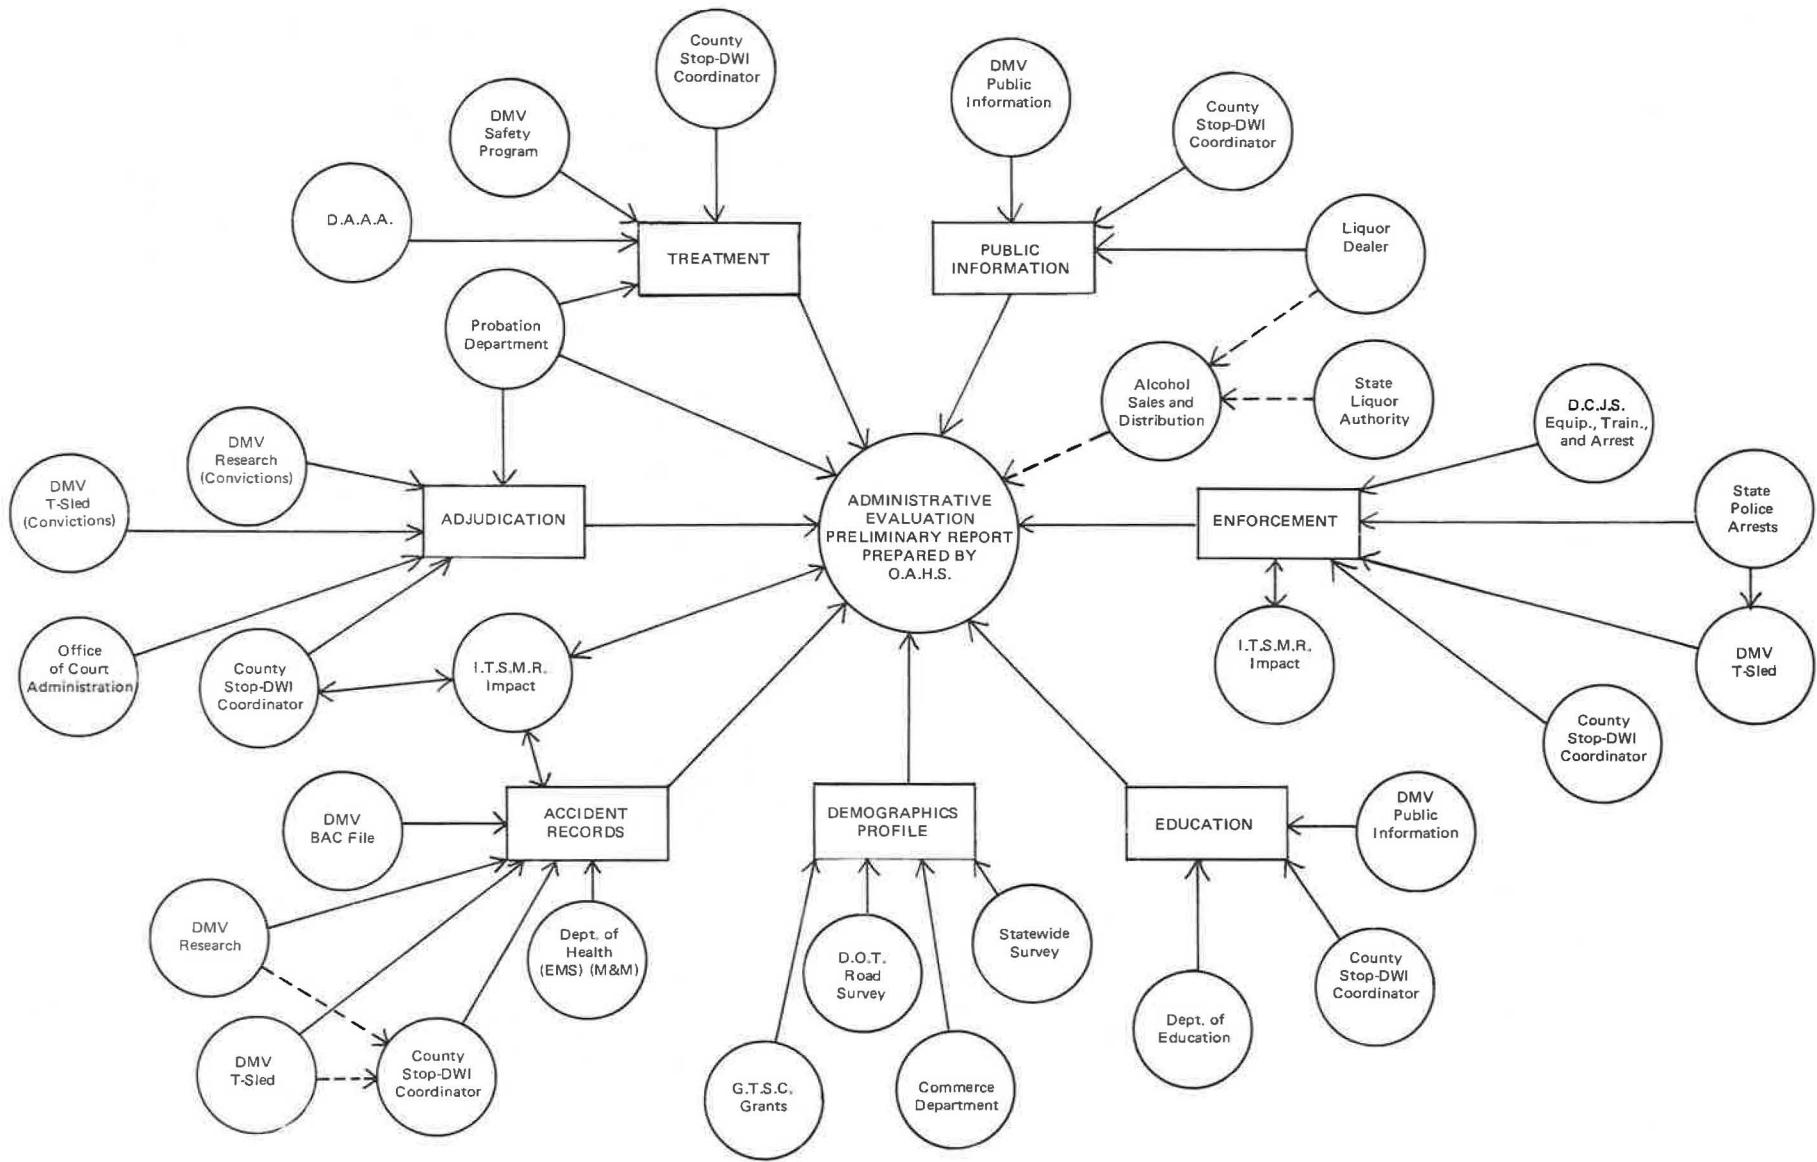 County
Stop-DWI
Coordinator
DMV
Public
Information
DMV
Safety
Program
County
Stop-DWI
Coordinator
D.A.A.A.
Liquor
Dealer
TREATMENT
PUBLIC
INFORMATION
Probation
Department
Alcohol
Sales and
Distribution
State
Liquor
Authority
D.C.J.S.
Equip., Train.,
and Arrest
DMV
Research
(Convictions)
DMV
T-Sled
(Convictions)
ADJUDICATION
ADMINISTRATIVE
EVALUATION
PRELIMINARY REPORT
PREPARED BY
O.A.H.S.
ENFORCEMENT
State
Police
Arrests
Office
of Court
Administration
County
Stop-DWI
Coordinator
I.T.S.M.R.
Impact
I.T.S.M.R.
Impact
DMV
T-Sled
County
Stop-DWI
Coordinator
DMV
BAC File
ACCIDENT
RECORDS
DEMOGRAPHICS
PROFILE
EDUCATION
DMV
Public
Information
DMV
Research
Dept. of
Health
(EMS) (M&M)
D.O.T.
Road
Survey
Statewide
Survey
County
Stop-DWI
Coordinator
Dept. of
Education
DMV
T-Sled
County
Stop-DWI
Coordinator
G.T.S.C.
Grants
Commerce
Department